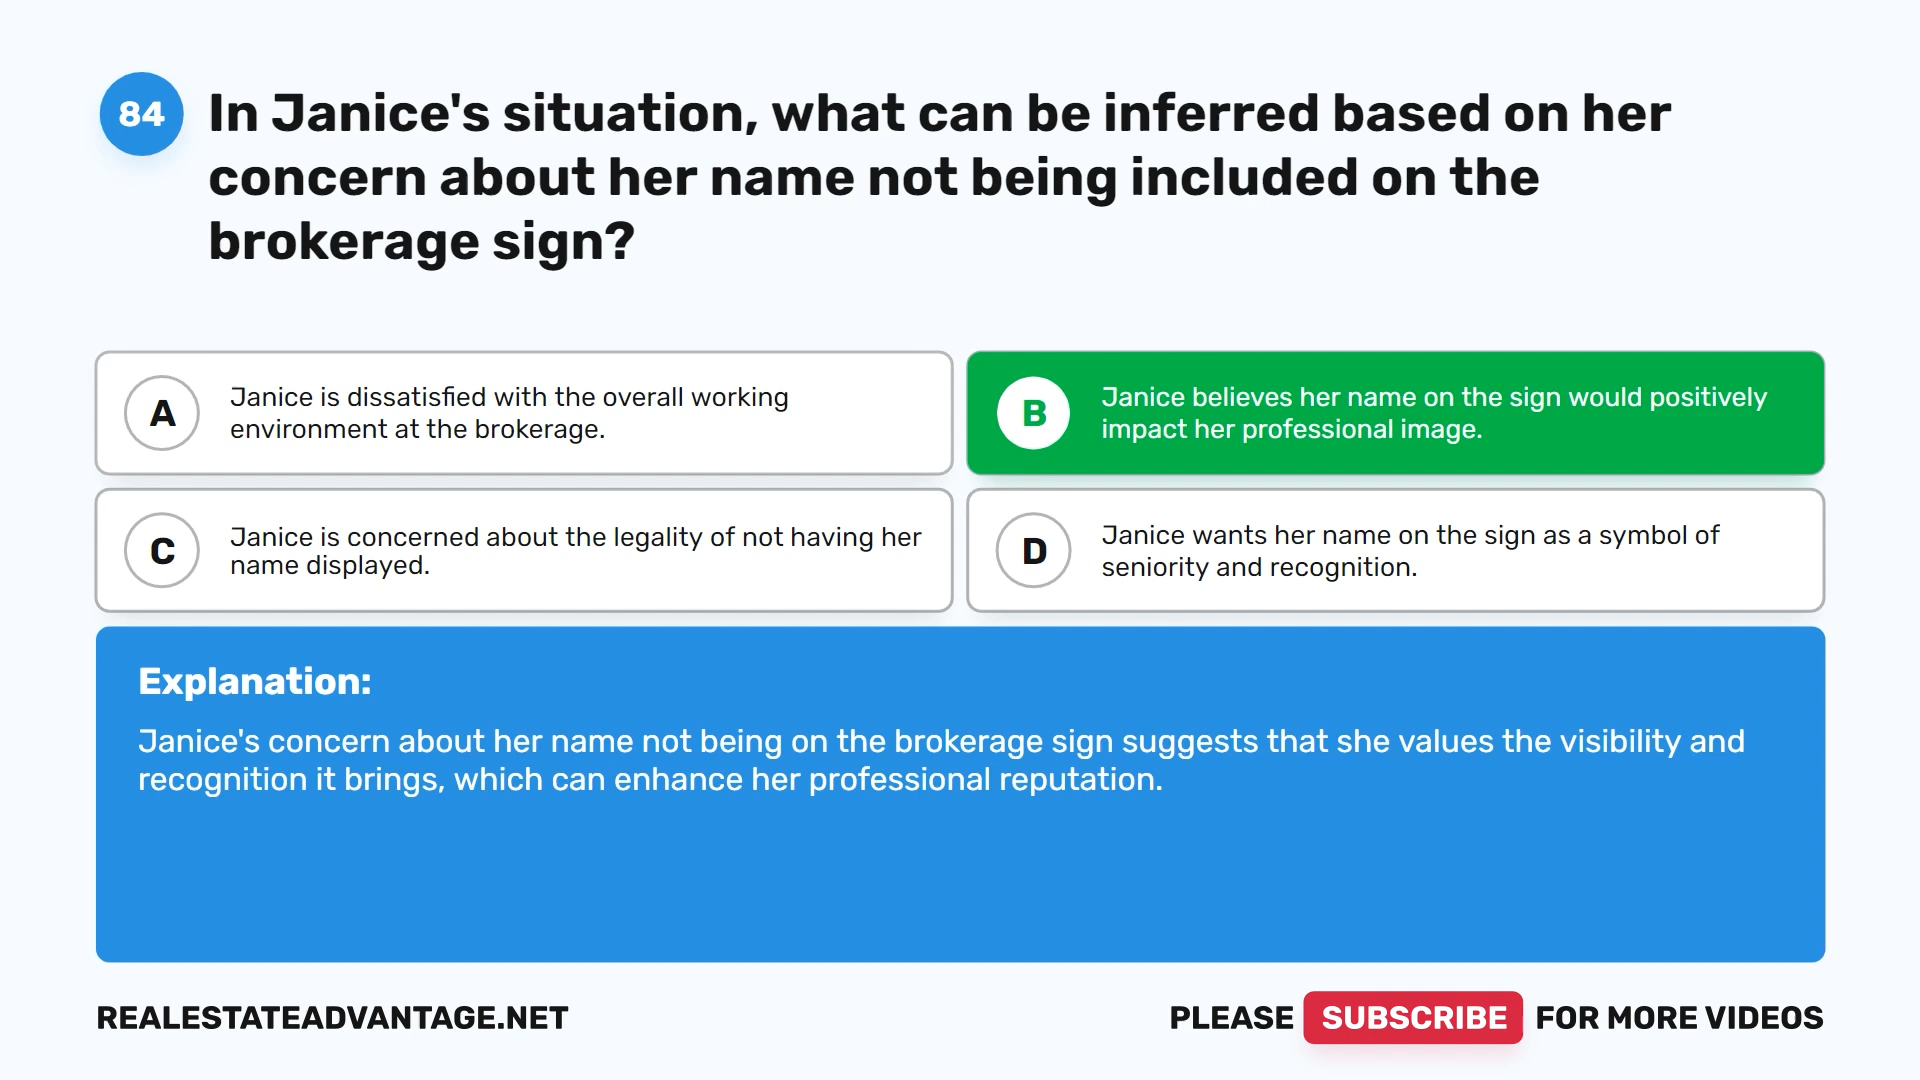 84
In Janice's situation, what can be inferred based on her
concern about her name not being included on the
brokerage sign?
A
Janice is dissatisfied with the overall working
environment at the brokerage.
B
Janice believes her name on the sign would positively
impact her professional image.
C
Janice is concerned about the legality of not having her
name displayed.
D
Janice wants her name on the sign as a symbol of
seniority and recognition.
Explanation:
Janice's concern about her name not being on the brokerage sign suggests that she values the visibility and
recognition it brings, which can enhance her professional reputation.
REALESTATEADVANTAGE.NET
PLEASE SUBSCRIBE FOR MORE VIDEOS